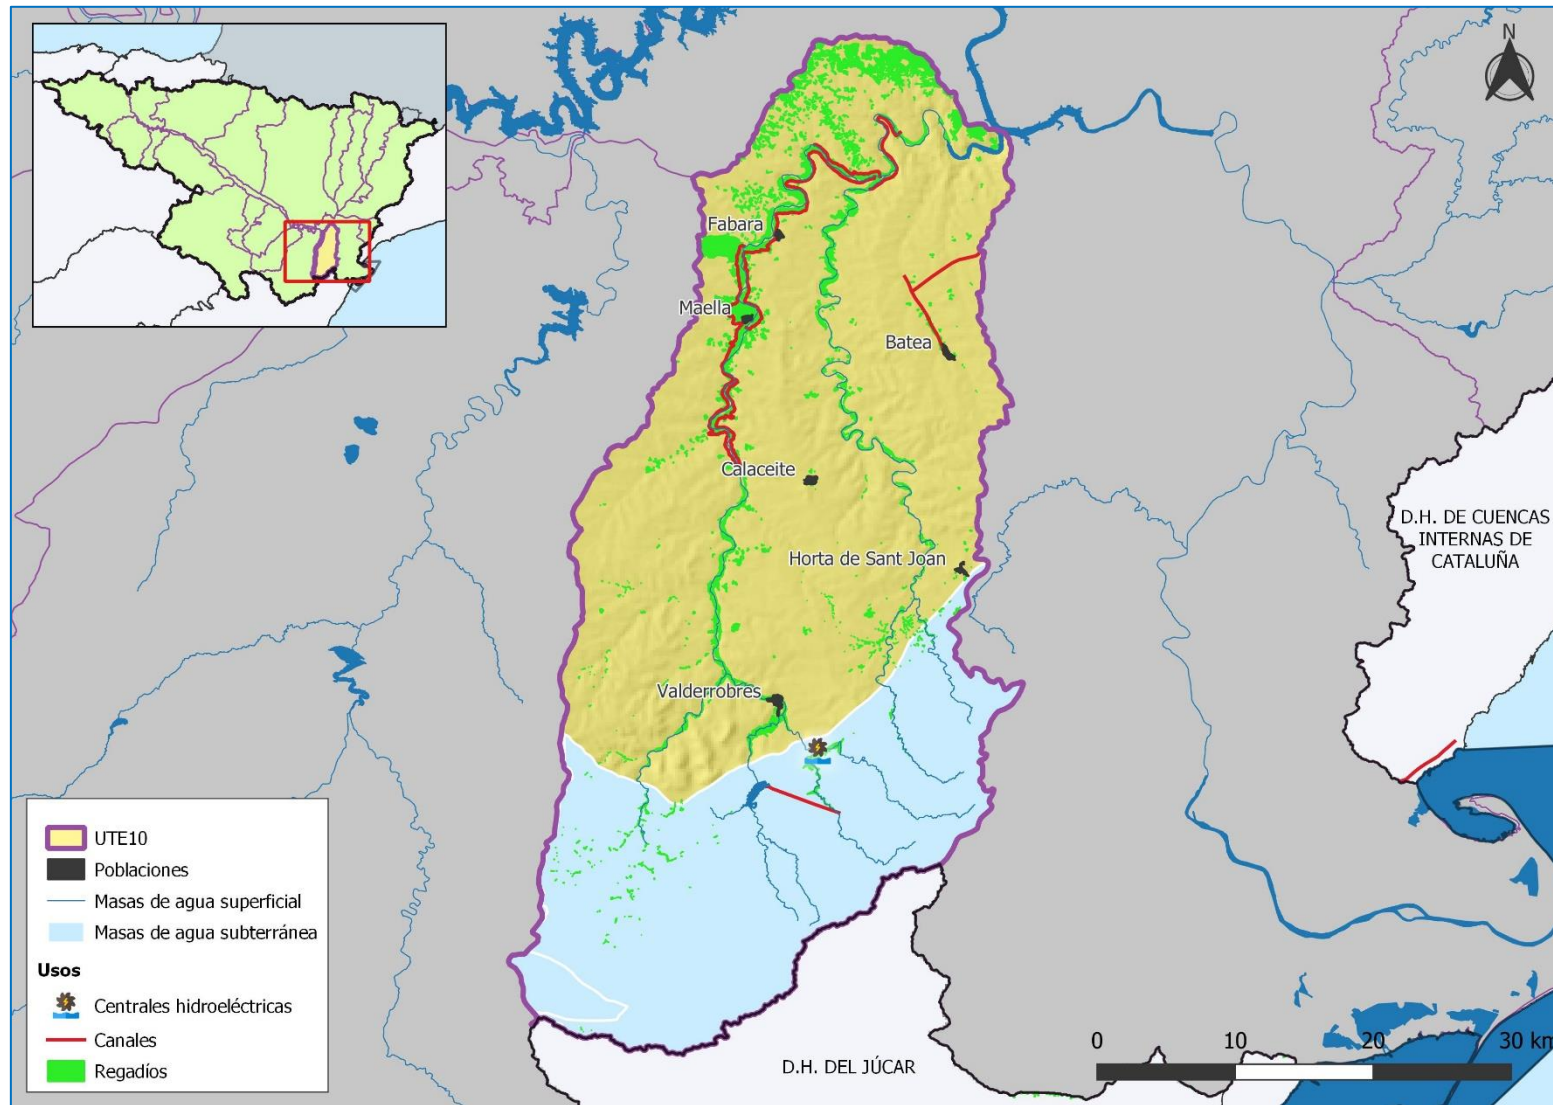 N
Fabara
Maella
Batea
Calaceite
Horta de Sant Joan
Valderrobres
D.H. DE CUENCAS
INTERNAS DE
CATALUÑA
D.H. DEL JÚCAR
UTE10
Poblaciones
Masas de agua superficial
Masas de agua subterránea
Usos
Centrales hidroeléctricas
Canales
Regadíos
0 10 20 30 km